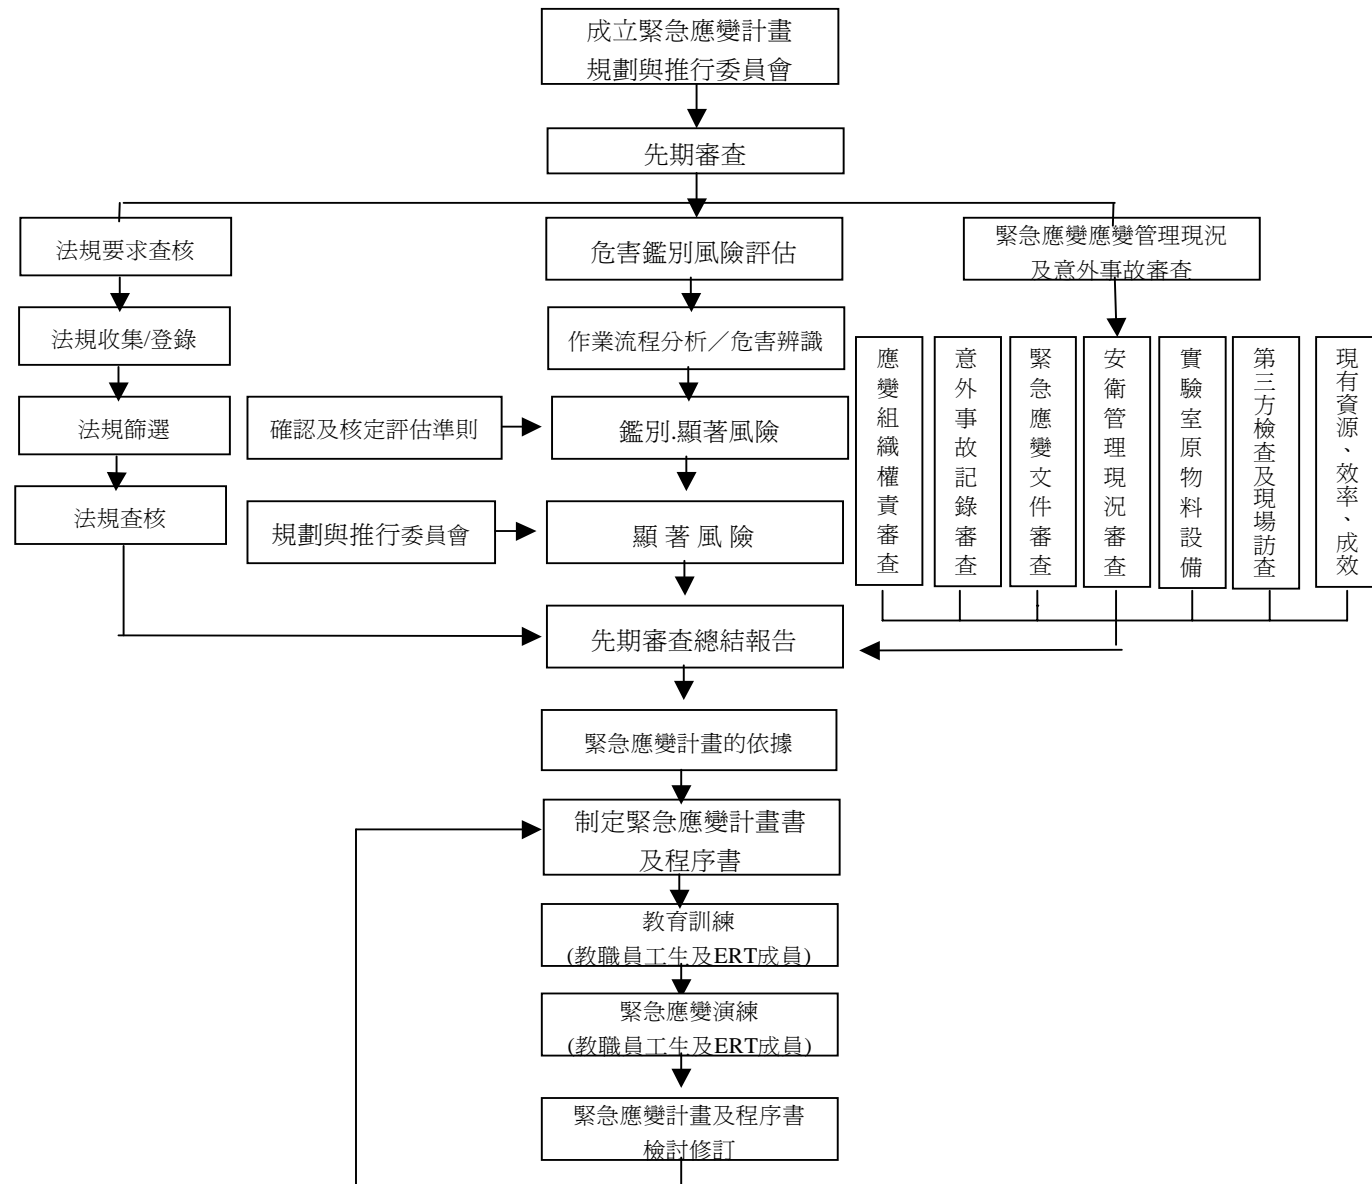 成立緊急應變計畫
規劃與推行委員會
先期審查
法規要求查核
危害鑑別風險評估
緊急應變應變管理現況
及意外事故審查
法規收集/登錄
作業流程分析／危害辨識
法規篩選
確認及核定評估準則
鑑別.顯著風險
法規查核
規劃與推行委員會
顯著風險
應變組織權責審查
意外事故記錄審查
緊急應變文件審查
安衛管理現況審查
實驗室原物料設備
第三方檢查及現場訪查
現有資源、效率、成效
先期審查總結報告
緊急應變計畫的依據
制定緊急應變計畫書
及程序書
教育訓練
(教職員工生及ERT成員)
緊急應變演練
(教職員工生及ERT成員)
緊急應變計畫及程序書
檢討修訂